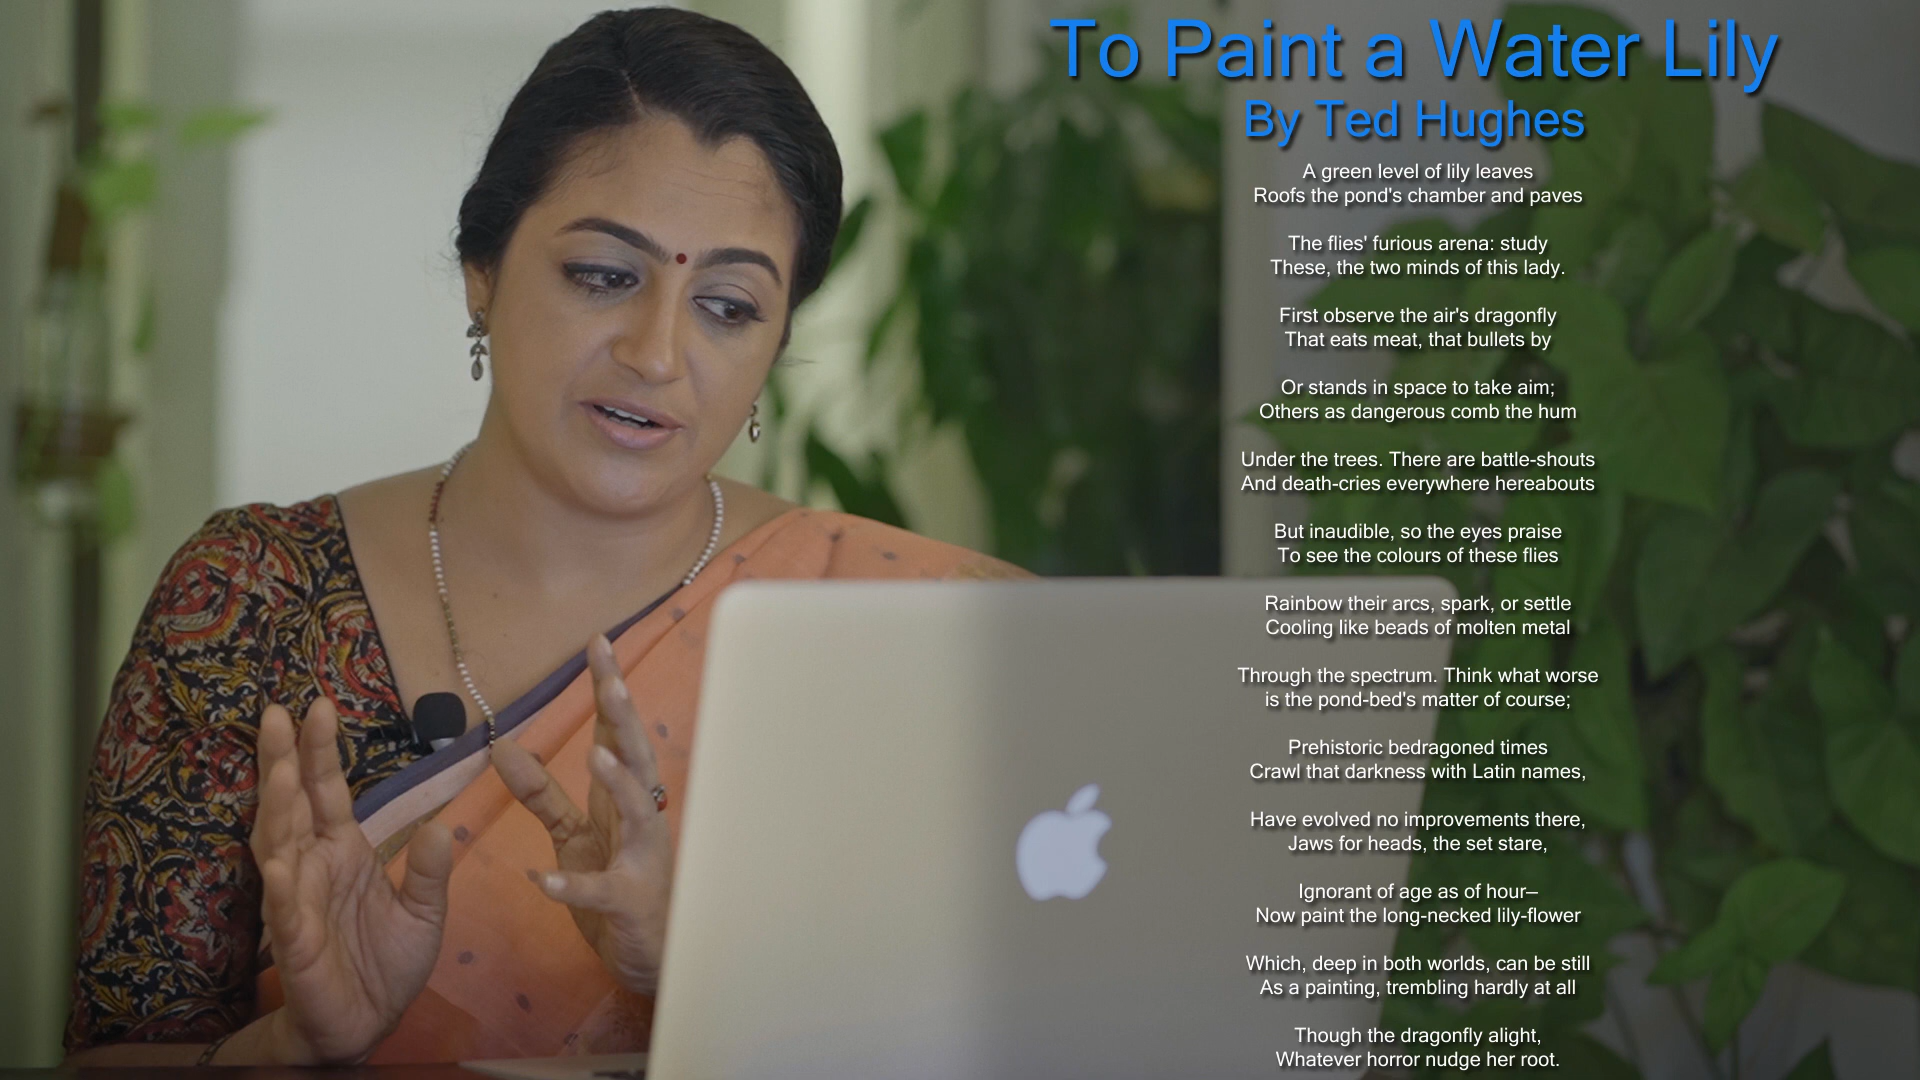 To Paint a Water Lily
By Ted Hughes
A green level of lily leaves
Roofs the pond's chamber and paves
The flies' furious arena: study
These, the two minds of this lady.
First observe the air's dragonfly
That eats meat, that bullets by
Or stands in space to take aim;
Others as dangerous comb the hum
Under the trees. There are battle-shouts
And death-cries everywhere hereabouts
But inaudible, so the eyes praise
To see the colours of these flies
Rainbow their arcs, spark, or settle
Cooling like beads of molten metal
Through the spectrum. Think what worse
is the pond-bed's matter of course;
Prehistoric bedragoned times
Crawl that darkness with Latin names,
Have evolved no improvements there,
Jaws for heads, the set stare,
Ignorant of age as of hour—
Now paint the long-necked lily-flower
Which, deep in both worlds, can be still
As a painting, trembling hardly at all
Though the dragonfly alight,
Whatever horror nudge her root.